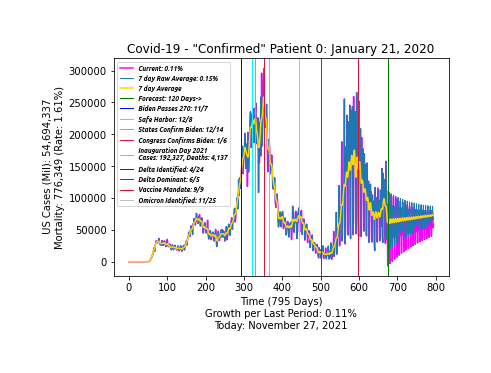 Covid-19 - "Confirmed" Patient 0: January 21, 2020
US Cases (Mil): 54,694,337
Mortality: 776,349 (Rate: 1.61%)
300000
250000
200000
150000
100000
50000
0
Current: 0.11%
7 day Raw Average: 0.15%
7 day Average
Forecast: 120 Days->
Biden Passes 270: 11/7
Safe Harbor: 12/8
States Confirm Biden: 12/14
Congress Confirms Biden: 1/6
Inauguration Day 2021
Cases: 192,327, Deaths: 4,137
Delta Identified: 4/24
Delta Dominant: 6/5
Vaccine Mandate: 9/9
Omicron Identified: 11/25
0 100 200 300 400 500 600 700 800
Time (795 Days)
Growth per Last Period: 0.11%
Today: November 27, 2021